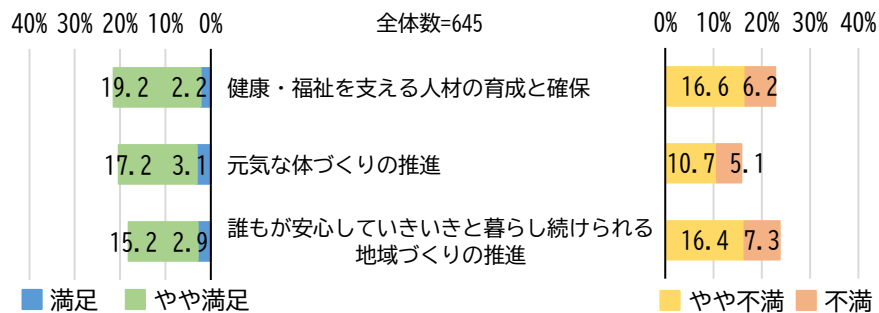 40% 30% 20% 10% 0% 全体数=645 0% 10% 20% 30% 40%
19.2 2.2 健康・福祉を支える人材の育成と確保 16.6 6.2
17.2 3.1 元気な体づくりの推進 10.7 5.1
15.2 2.9 誰もが安心していきいきと暮らし続けられる
地域づくりの推進 16.4 7.3
満足 やや満足 やや不満 不満